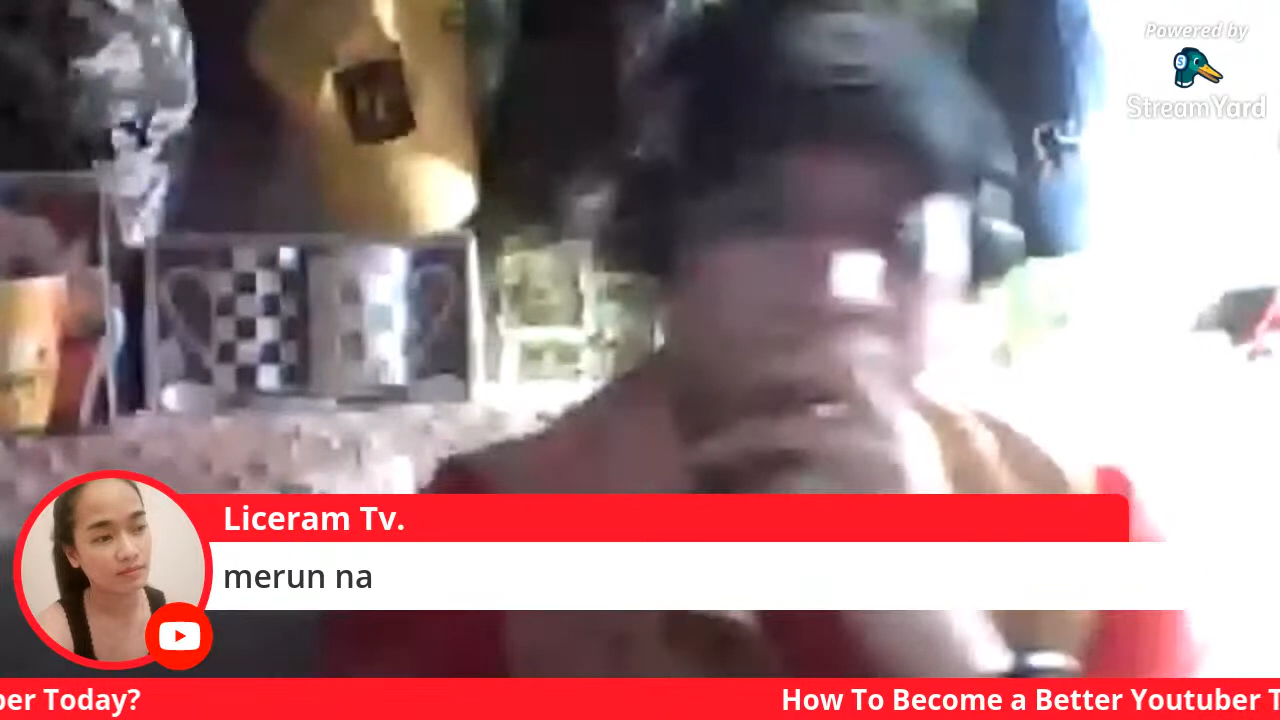 Powered by
StreamYard
Liceram Tv.
merun na
ber Today?
How To Become a Better Youtuber T